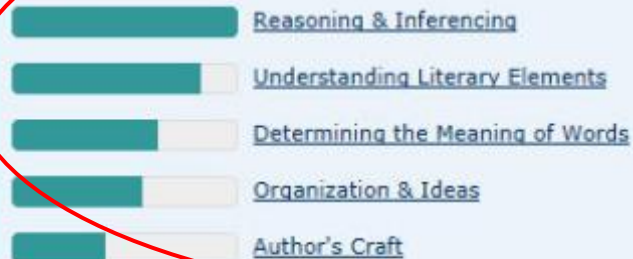 Reasoning & Inferencing
Understanding Literary Elements
Determining the Meaning of Words
Organization & Ideas
Author's Craft